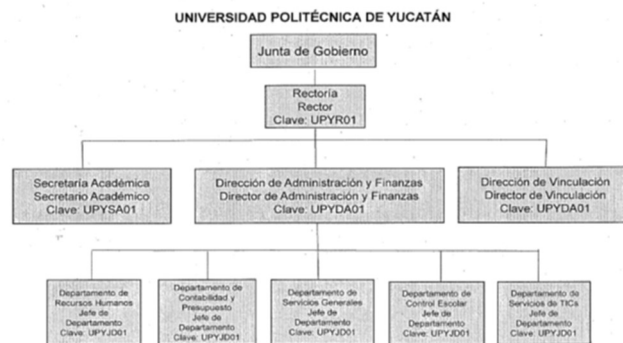 UNIVERSIDAD POLITÉCNICA DE YUCATÁN
Junta de Gobierno
Rectoría
Rector
Clave: UPYR01
Secretaría Académica
Secretario Académico
Clave: UPYSA01
Dirección de Administración y Finanzas
Director de Administración y Finanzas
Clave: UPYDA01
Dirección de Vinculación
Director de Vinculación
Clave: UPYDA01
Departamento de
Recursos Humanos
Jefe de
Departamento
Clave: UPYJD01
Departamento de
Contabilidad y
Presupuesto
Jefe de
Departamento
Clave: UPYJD01
Departamento de
Servicios Generales
Jefe de
Departamento
Clave: UPYJD01
Departamento de
Control Escolar
Jefe de
Departamento
Clave: UPYJD01
Departamento de
Servicios de TICs
Jefe de
Departamento
Clave: UPYJD01